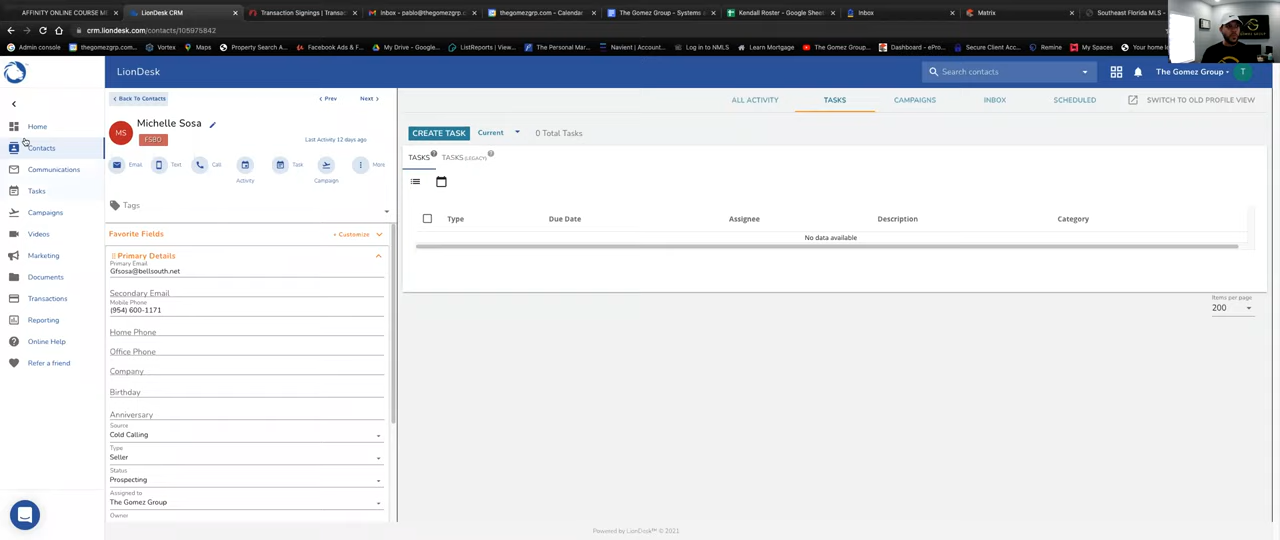 AFFINITY ONLINE COURSE M
LionDesk CRM
Transaction Signings | Transac
Inbox - pablo@thegomezgrp.c
thegomezgrp.com - Calendar
The Gomez Group - Systems a
Kendall Roster - Google Sheet
Inbox
Matrix
Southeast Florida MLS -
crm.liondesk.com/contacts/105975842
Admin console
thegomezgrp.com
Vortex
Maps
Property Search A...
Facebook Ads & F...
My Drive - Google...
ListReports | View...
The Personal Mar...
Navient | Account...
Log in to NMLS
Learn Mortgage
The Gomez Group...
Dashboard - ePro...
Secure Client Acc...
Remine
My Spaces
Your home l
LionDesk
Search contacts
The Gomez Group
T
Home
Contacts
Communications
Tasks
Campaigns
Videos
Marketing
Documents
Transactions
Reporting
Online Help
Refer a friend
Back To Contacts
Prev
Next
MS
Michelle Sosa
FSBO
Last Activity 12 days ago
Email
Text
Call
Activity
Task
Campaign
More
Tags
Favorite Fields
+ Customize
Primary Details
Primary Email
Gfsosa@bellsouth.net
Secondary Email
Mobile Phone
(954) 600-1171
Home Phone
Office Phone
Company
Birthday
Anniversary
Source
Cold Calling
Type
Seller
Status
Prospecting
Assigned to
The Gomez Group
Owner
ALL ACTIVITY
TASKS
CAMPAIGNS
INBOX
SCHEDULED
SWITCH TO OLD PROFILE VIEW
CREATE TASK
Current
0 Total Tasks
TASKS
TASKS (LEGACY)
Type
Due Date
Assignee
Description
Category
No data available
Items per page
200
Powered by LionDesk™ © 2021